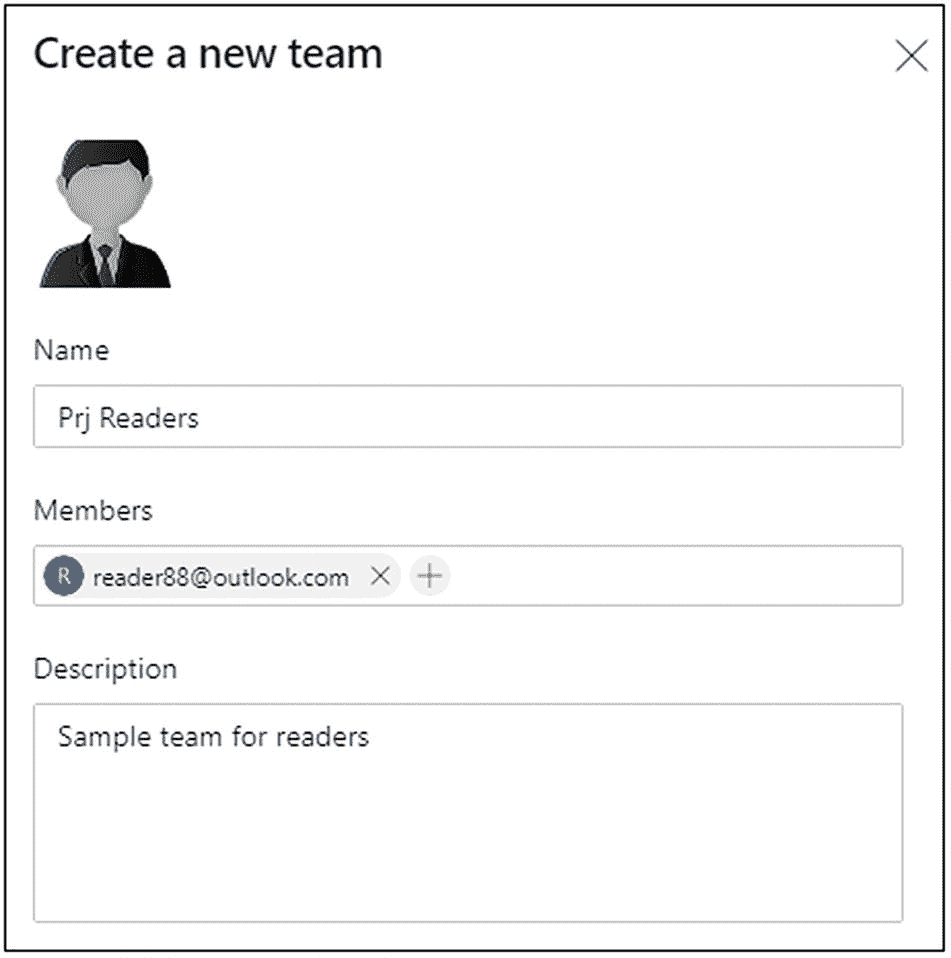 Create a new team
Name
Prj Readers
Members
R reader88@outlook.com
Description
Sample team for readers